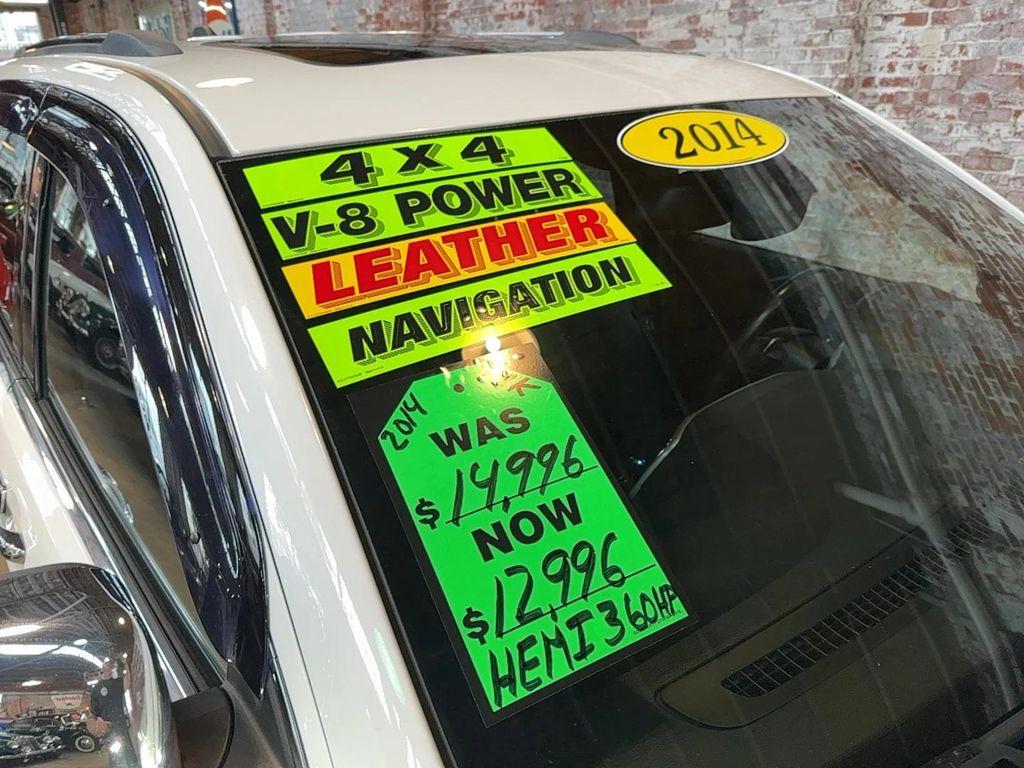 2014
4 x 4
V-8 POWER
LEATHER
NAVIGATION
2014
WAS
$14,996
NOW
$12,996
HEMI 360HP